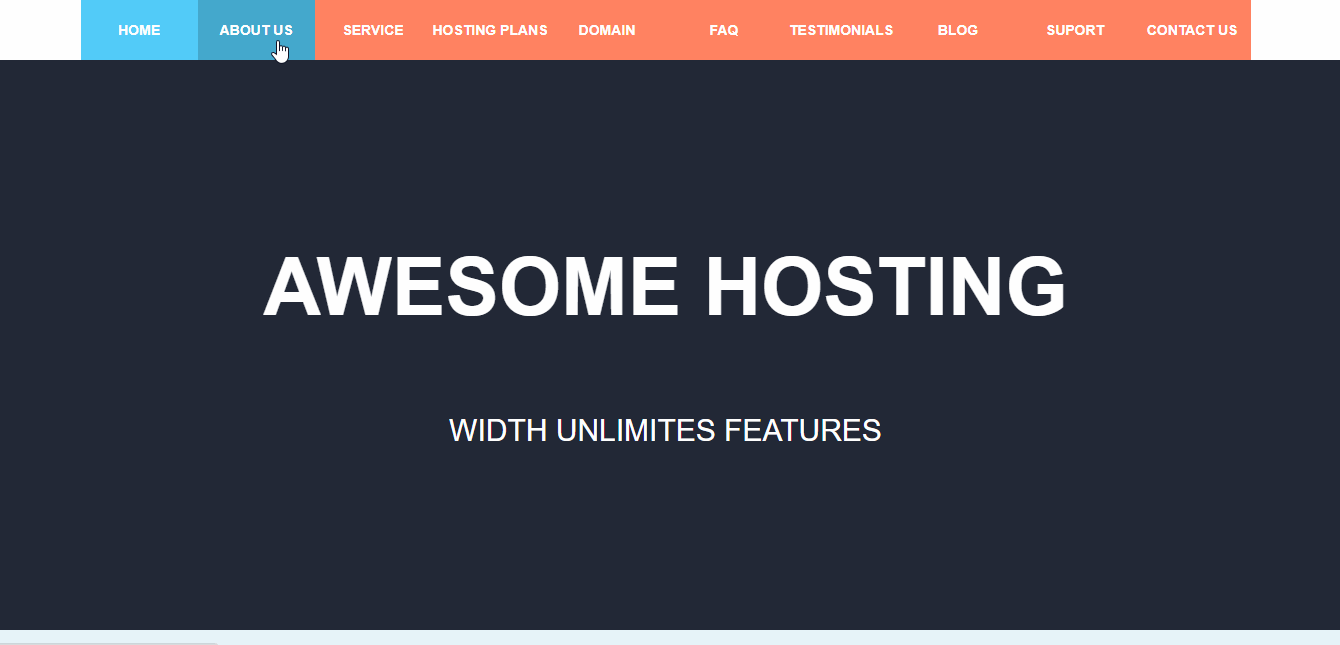 HOME ABOUT US SERVICE HOSTING PLANS DOMAIN FAQ TESTIMONIALS BLOG SUPORT CONTACT US
AWESOME HOSTING
WIDTH UNLIMITES FEATURES